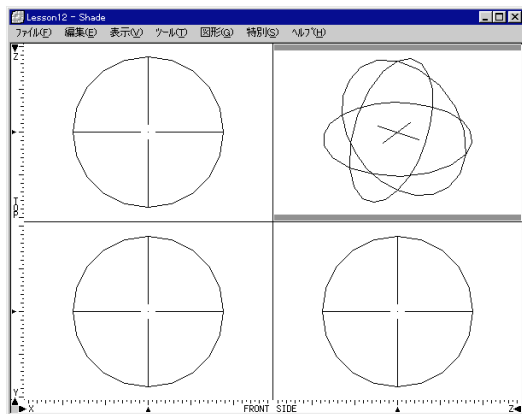 Lesson12 - Shade
ファイル(F) 編集(E) 表示(V) ツール(T) 図形(G) 特別(S) ヘルプ(H)
Z
TOP
Y
X FRONT SIDE Z